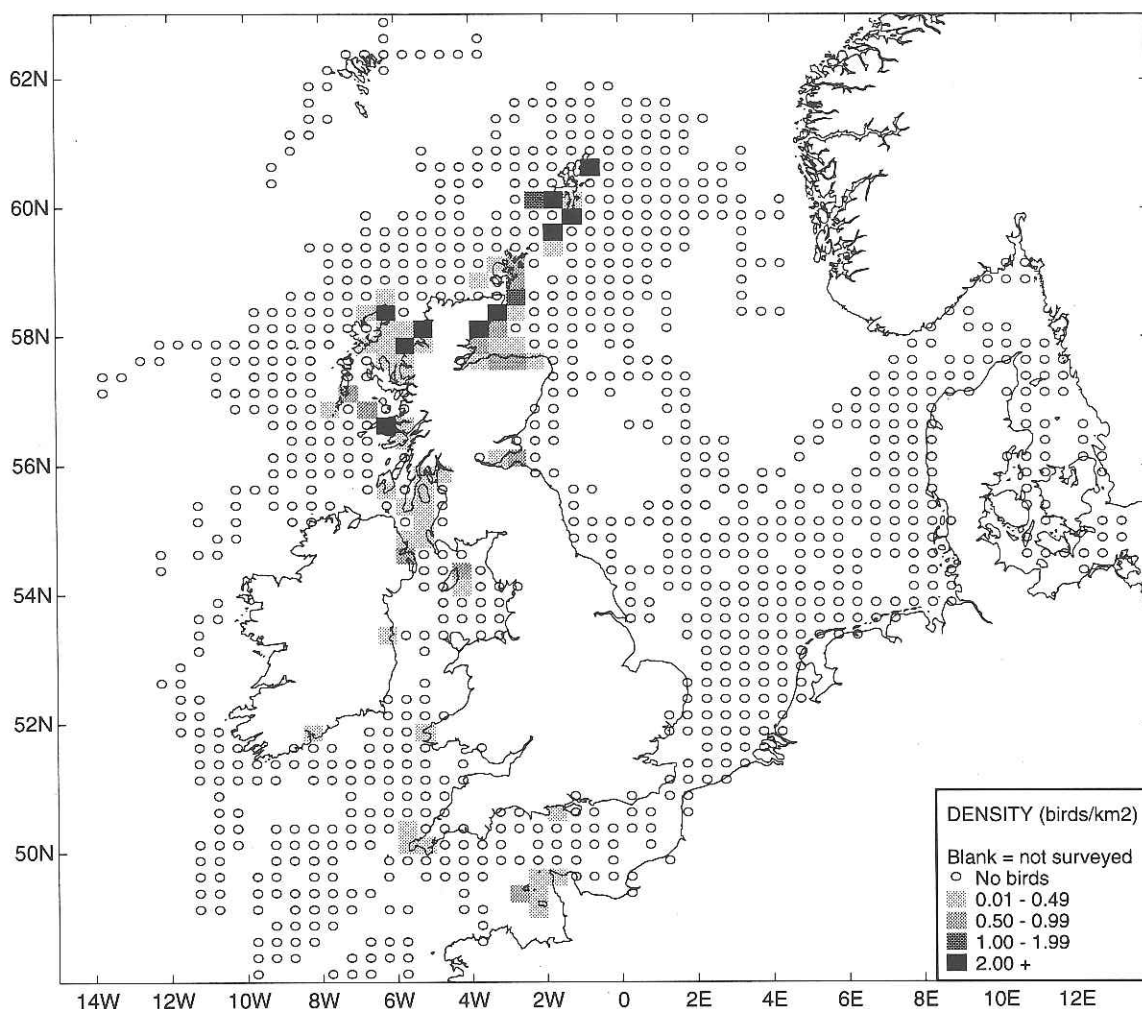 62N
60N
58N
56N
54N
52N
50N
DENSITY (birds/km2)
Blank = not surveyed
No birds
0.01 - 0.49
0.50 - 0.99
1.00 - 1.99
2.00 +
14W 12W 10W 8W 6W 4W 2W 0 2E 4E 6E 8E 10E 12E